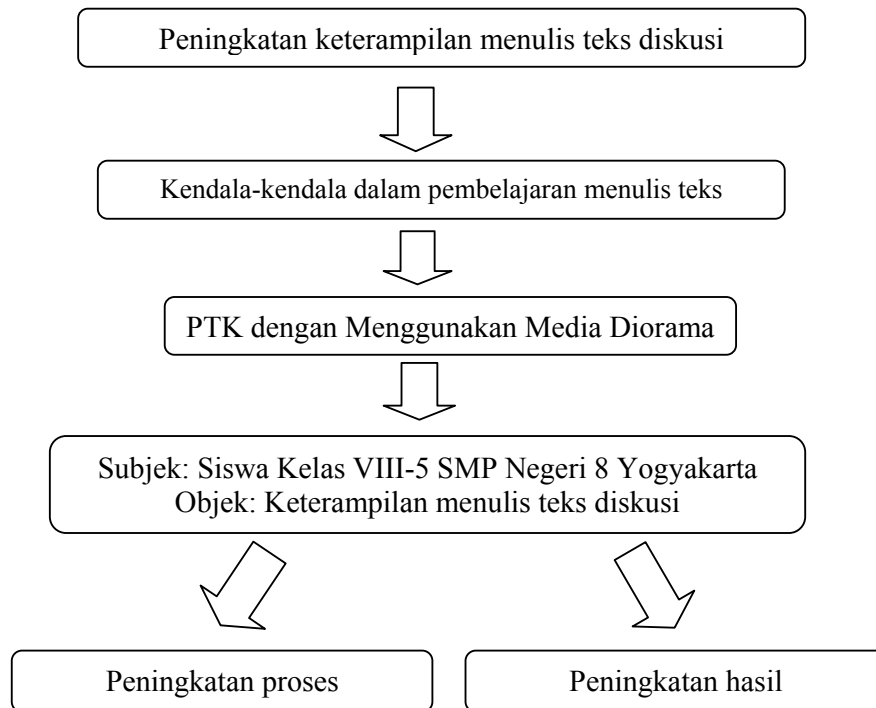 Peningkatan keterampilan menulis teks diskusi
Kendala-kendala dalam pembelajaran menulis teks
PTK dengan Menggunakan Media Diorama
Subjek: Siswa Kelas VIII-5 SMP Negeri 8 Yogyakarta
Objek: Keterampilan menulis teks diskusi
Peningkatan proses
Peningkatan hasil